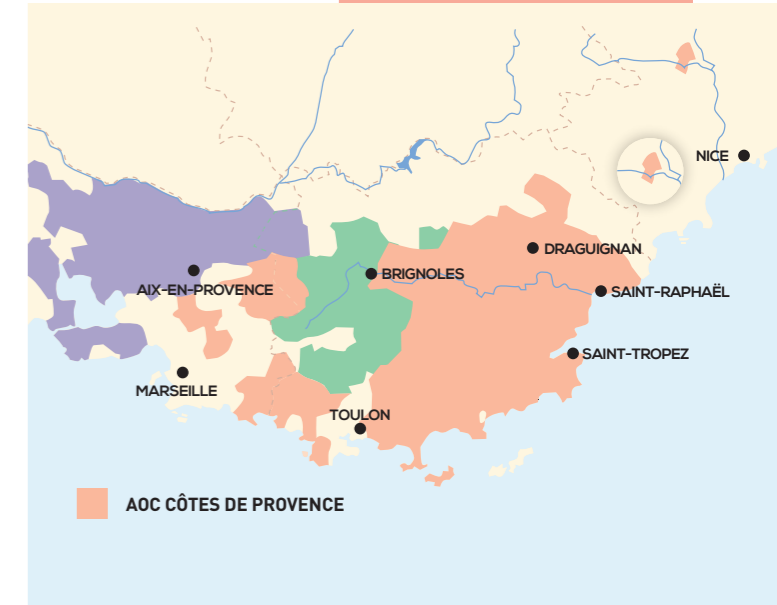 NICE
DRAGUIGNAN
BRIGNOLES
AIX-EN-PROVENCE
SAINT-RAPHAËL
SAINT-TROPEZ
MARSEILLE
TOULON
AOC CÔTES DE PROVENCE